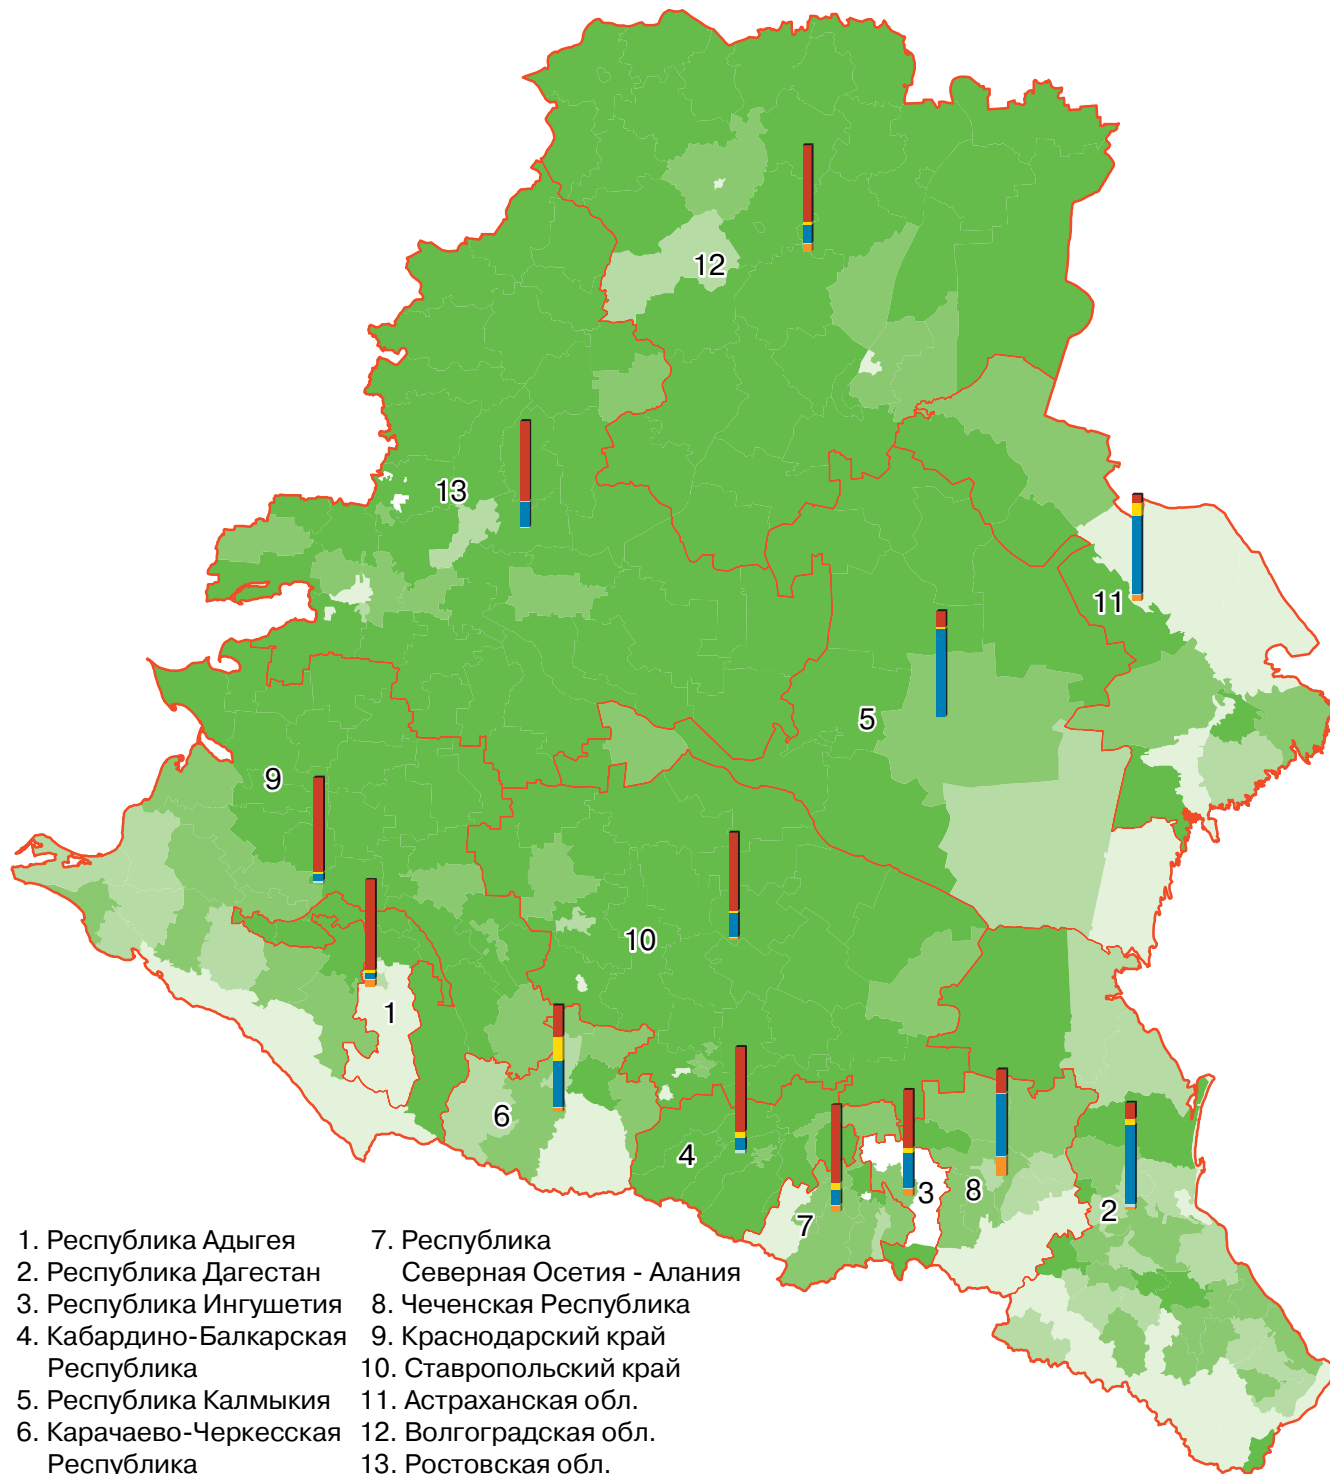 12
13
11
5
9
10
1
6
4
3
8
2
7
1. Республика Адыгея
2. Республика Дагестан
3. Республика Ингушетия
4. Кабардино-Балкарская
Республика
5. Республика Калмыкия
6. Карачаево-Черкесская
Республика
7. Республика
Северная Осетия - Алания
8. Чеченская Республика
9. Краснодарский край
10. Ставропольский край
11. Астраханская обл.
12. Волгоградская обл.
13. Ростовская обл.